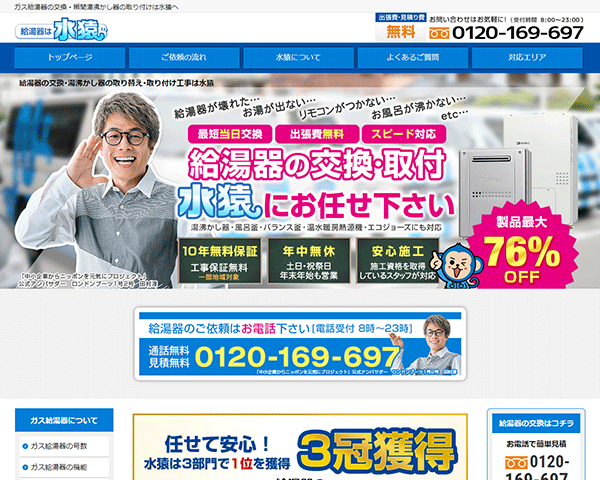 ガス給湯器の交換・瞬間湯沸かし器の取り付けは水猿へ
給湯器は 水猿
出張費・見積り費
無料
お問い合わせはお気軽に!（受付時間 8:00～23:00）
0120-169-697
トップページ
ご依頼の流れ
水猿について
よくあるご質問
対応エリア
給湯器の交換・湯沸かし器の取り替え・取り付け工事は水猿
給湯器が壊れた…
お湯が出ない…
リモコンがつかない…
お風呂が沸かない…
etc…
最短当日交換
出張費無料
スピード対応
給湯器の交換・取付
水猿にお任せ下さい
湯沸かし器・風呂釜・バランス釜・温水暖房熱源機・エコジョーズにも対応
10年無料保証
工事保証無料
一部地域対象
年中無休
土日・祝祭日
年末年始も営業
安心施工
施工資格を取得
しているスタッフが対応
製品最大
76%
OFF
「中小企業からニッポンを元気にプロジェクト」
公式アンバサダー ロンドンブーツ1号2号 田村淳
給湯器のご依頼はお電話下さい [電話受付 8時～23時]
通話無料
見積無料
0120-169-697
「中小企業からニッポンを元気にプロジェクト」公式アンバサダー ロンドンブーツ1号2号 田村淳
ガス給湯器について
ガス給湯器の号数
ガス給湯器の機能
任せて安心!
水猿は3部門で1位を獲得
3冠獲得
給湯器の交換はコチラ
お電話で簡単見積
0120-
169-697